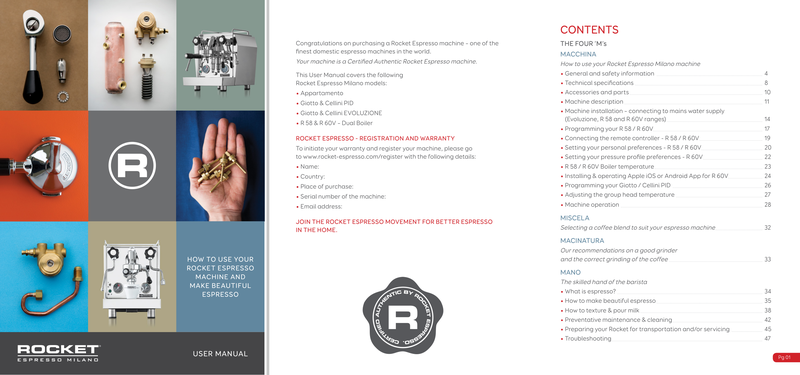 R
HOW TO USE YOUR
ROCKET ESPRESSO
MACHINE AND
MAKE BEAUTIFUL
ESPRESSO
ROCKET
ESPRESSO MILANO
USER MANUAL
Congratulations on purchasing a Rocket Espresso machine – one of the
finest domestic espresso machines in the world.
Your machine is a Certified Authentic Rocket Espresso machine.
This User Manual covers the following
Rocket Espresso Milano models:
• Appartamento
• Giotto & Cellini PID
• Giotto & Cellini EVOLUZIONE
• R 58 & R 60V – Dual Boiler
ROCKET ESPRESSO - REGISTRATION AND WARRANTY
To initiate your warranty and register your machine, please go
to www.rocket-espresso.com/register with the following details:
• Name:
• Country:
• Place of purchase:
• Serial number of the machine:
• Email address:
JOIN THE ROCKET ESPRESSO MOVEMENT FOR BETTER ESPRESSO
IN THE HOME.
R
CERTIFIED AUTHENTIC BY ROCKET ESPRESSO.
CONTENTS
THE FOUR 'M's
MACCHINA
How to use your Rocket Espresso Milano machine
• General and safety information 4
• Technical specifications 8
• Accessories and parts 10
• Machine description 11
• Machine installation – connecting to mains water supply
(Evoluzione, R 58 and R 60V ranges) 14
• Programming your R 58 / R 60V 17
• Connecting the remote controller - R 58 / R 60V 19
• Setting your personal preferences - R 58 / R 60V 20
• Setting your pressure profile preferences - R 60V 22
• R 58 / R 60V Boiler temperature 23
• Installing & operating Apple iOS or Android App for R 60V 24
• Programming your Giotto / Cellini PID 26
• Adjusting the group head temperature 27
• Machine operation 28
MISCELA
Selecting a coffee blend to suit your espresso machine 32
MACINATURA
Our recommendations on a good grinder
and the correct grinding of the coffee 33
MANO
The skilled hand of the barista
• What is espresso? 34
• How to make beautiful espresso 35
• How to texture & pour milk 38
• Preventative maintenance & cleaning 42
• Preparing your Rocket for transportation and/or servicing 45
• Troubleshooting 47
Pg 01